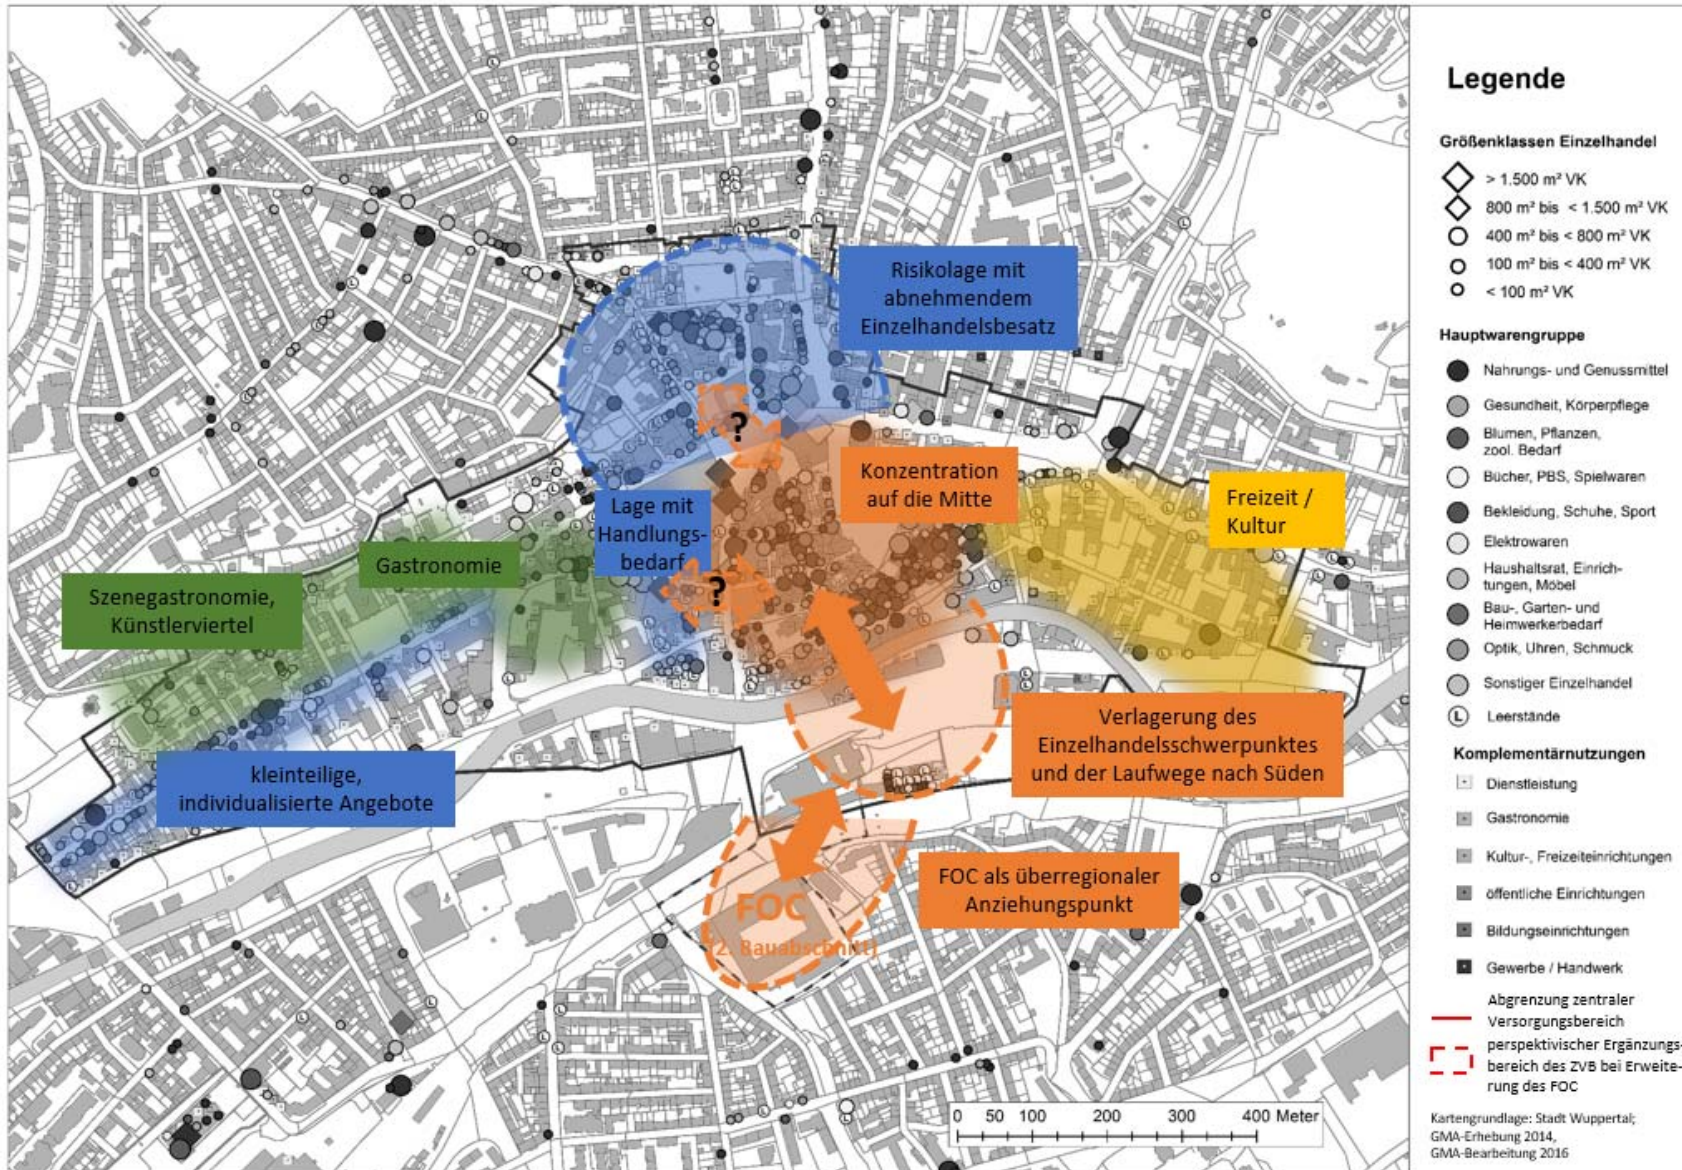 Risikolage mit
abnehmendem
Einzelhandelsbesatz
?
Konzentration
auf die Mitte
Freizeit /
Kultur
Lage mit
Handlungs-
bedarf
?
Gastronomie
Szenegastronomie,
Künstlerviertel
kleinteilige,
individualisierte Angebote
Verlagerung des
Einzelhandelsschwerpunktes
und der Laufwege nach Süden
FOC als überregionaler
Anziehungspunkt
FOC
(2. Bauabschnitt)
0 50 100 200 300 400 Meter
Legende
Größenklassen Einzelhandel
> 1.500 m² VK
800 m² bis < 1.500 m² VK
400 m² bis < 800 m² VK
100 m² bis < 400 m² VK
< 100 m² VK
Hauptwarengruppe
Nahrungs- und Genussmittel
Gesundheit, Körperpflege
Blumen, Pflanzen,
zool. Bedarf
Bücher, PBS, Spielwaren
Bekleidung, Schuhe, Sport
Elektrowaren
Haushaltsrat, Einrich-
tungen, Möbel
Bau-, Garten- und
Heimwerkerbedarf
Optik, Uhren, Schmuck
Sonstiger Einzelhandel
L Leerstände
Komplementärnutzungen
Dienstleistung
Gastronomie
Kultur-, Freizeiteinrichtungen
öffentliche Einrichtungen
Bildungseinrichtungen
Gewerbe / Handwerk
Abgrenzung zentraler
Versorgungsbereich
perspektivischer Ergänzungs-
bereich des ZVB bei Erweite-
rung des FOC
Kartengrundlage: Stadt Wuppertal;
GMA-Erhebung 2014,
GMA-Bearbeitung 2016